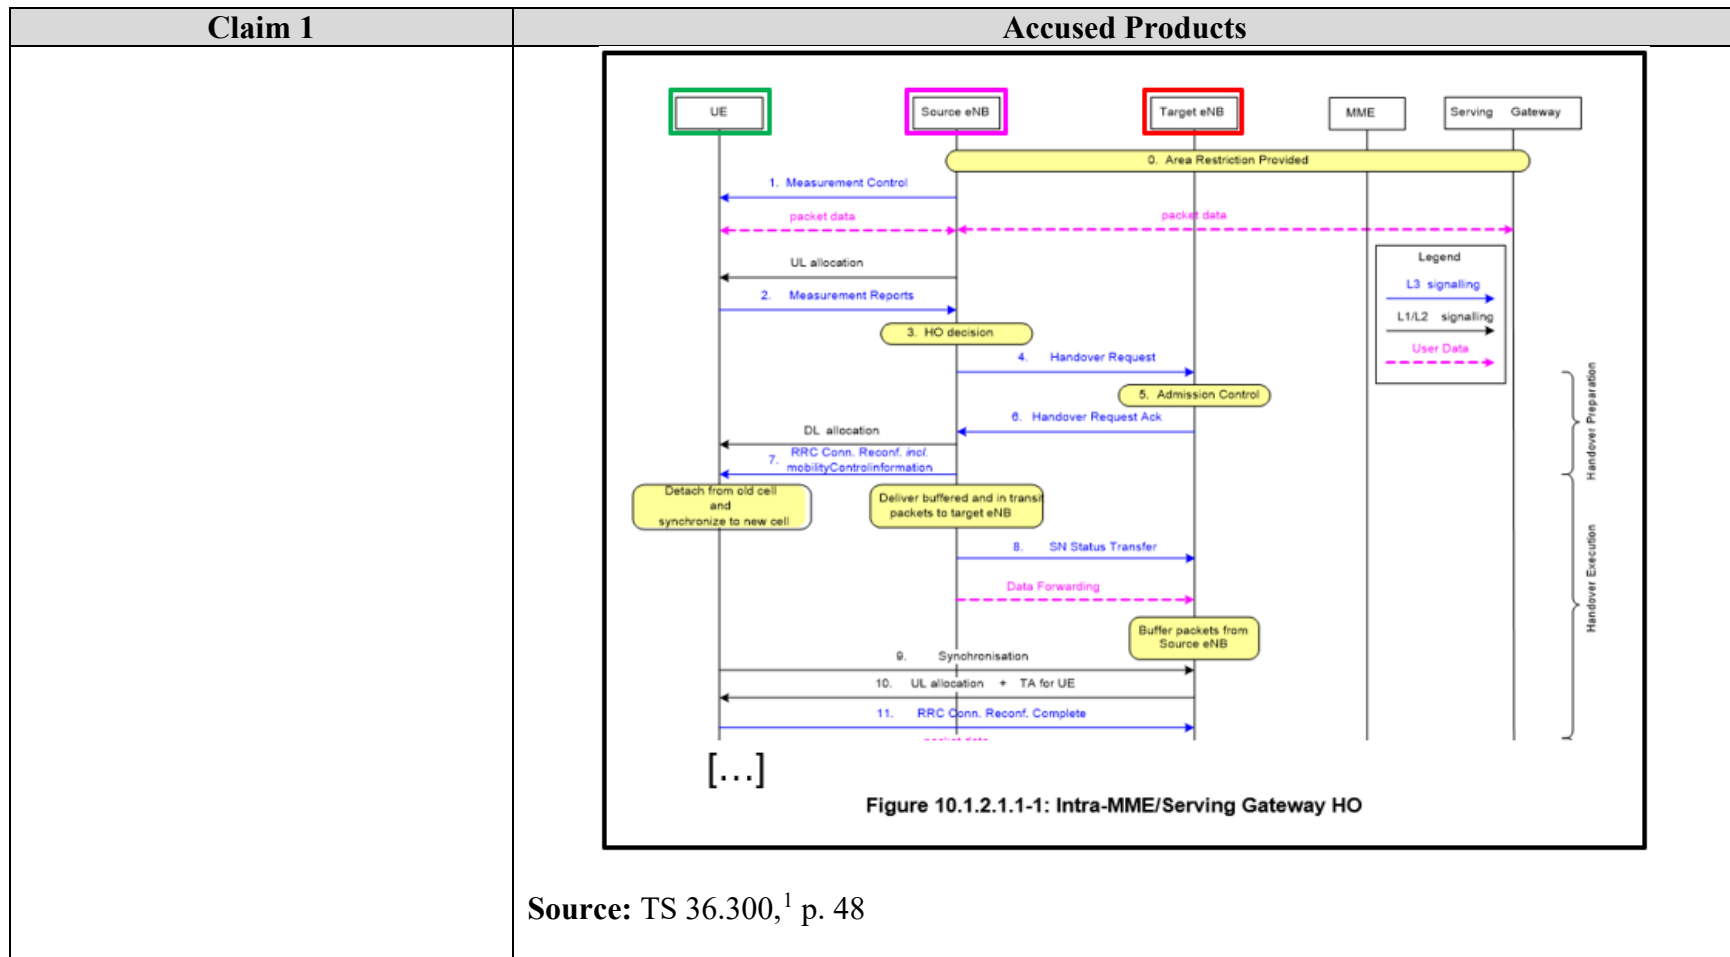 Claim 1
Accused Products
UE
Source eNB
Target eNB
MME
Serving Gateway
0. Area Restriction Provided
1. Measurement Control
packet data
packet data
Legend
L3 signalling
L1/L2 signalling
User Data
UL allocation
2. Measurement Reports
3. HO decision
4. Handover Request
5. Admission Control
6. Handover Request Ack
DL allocation
7. RRC Conn. Reconf. incl.
mobilityControlinformation
Handover Preparation
Detach from old cell
and
synchronize to new cell
Deliver buffered and in transit
packets to target eNB
8. SN Status Transfer
Data Forwarding
Buffer packets from
Source eNB
9. Synchronisation
10. UL allocation + TA for UE
11. RRC Conn. Reconf. Complete
Handover Execution
[...]
Figure 10.1.2.1.1-1: Intra-MME/Serving Gateway HO
Source: TS 36.300,1 p. 48